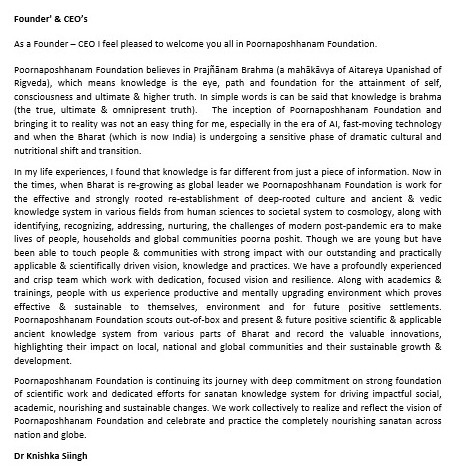 Founder' & CEO's
As a Founder – CEO I feel pleased to welcome you all in Poornaposhhanam Foundation.
Poornaposhhanam Foundation believes in Prajñānam Brahma (a mahākāvya of Aitareya Upanishad of
Rigveda), which means knowledge is the eye, path and foundation for the attainment of self,
consciousness and ultimate & higher truth. In simple words is can be said that knowledge is brahma
(the true, ultimate & omnipresent truth). The inception of Poornaposhhanam Foundation and
bringing it to reality was not an easy thing for me, especially in the era of AI, fast-moving technology
and when the Bharat (which is now India) is undergoing a sensitive phase of dramatic cultural and
nutritional shift and transition.
In my life experiences, I found that knowledge is far different from just a piece of information. Now in
the times, when Bharat is re-growing as global leader we Poornaposhhanam Foundation is work for
the effective and strongly rooted re-establishment of deep-rooted culture and ancient & vedic
knowledge system in various fields from human sciences to societal system to cosmology, along with
identifying, recognizing, addressing, nurturing, the challenges of modern post-pandemic era to make
lives of people, households and global communities poorna poshit. Though we are young but have
been able to touch people & communities with strong impact with our outstanding and practically
applicable & scientifically driven vision, knowledge and practices. We have a profoundly experienced
and crisp team which work with dedication, focused vision and resilience. Along with academics &
trainings, people with us experience productive and mentally upgrading environment which proves
effective & sustainable to themselves, environment and for future positive settlements.
Poornaposhhanam Foundation scouts out-of-box and present & future positive scientific & applicable
ancient knowledge system from various parts of Bharat and record the valuable innovations,
highlighting their impact on local, national and global communities and their sustainable growth &
development.
Poornaposhhanam Foundation is continuing its journey with deep commitment on strong foundation
of scientific work and dedicated efforts for sanatan knowledge system for driving impactful social,
academic, nourishing and sustainable changes. We work collectively to realize and reflect the vision of
Poornaposhhanam Foundation and celebrate and practice the completely nourishing sanatan across
nation and globe.
Dr Knishka Siingh